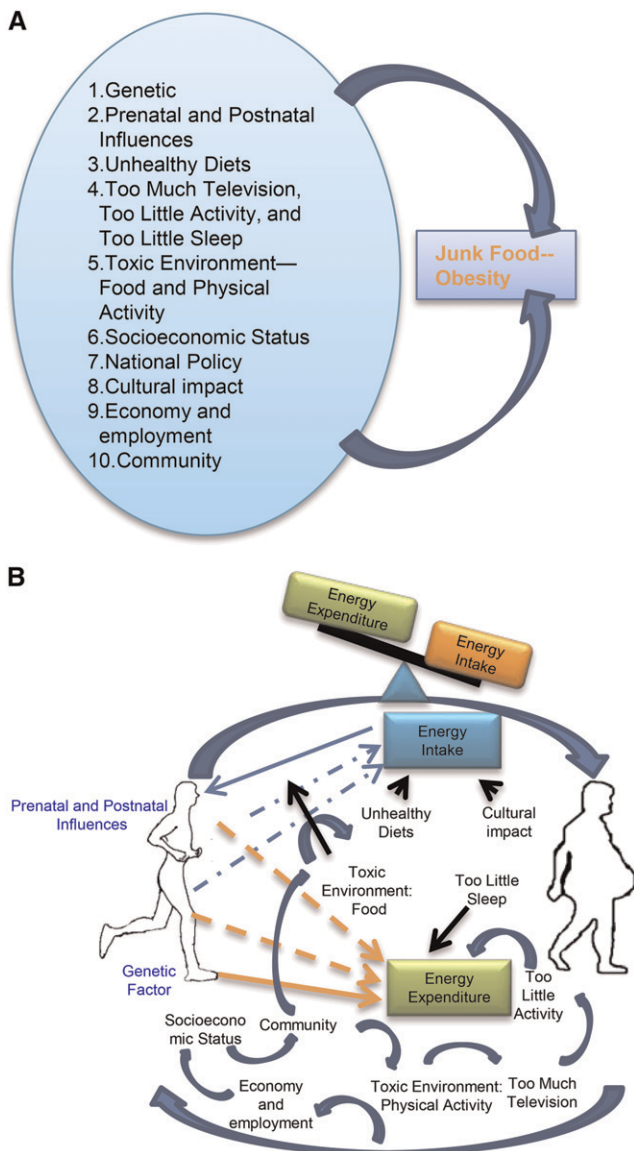 A
1.Genetic
2.Prenatal and Postnatal
Influences
3.Unhealthy Diets
4.Too Much Television,
Too Little Activity, and
Too Little Sleep
5.Toxic Environment—
Food and Physical
Activity
6.Socioeconomic Status
7.National Policy
8.Cultural impact
9.Economy and
employment
10.Community
Junk Food--
Obesity
B
Energy
Expenditure
Energy
Intake
Energy
Intake
Prenatal and Postnatal
Influences
Unhealthy
Diets
Cultural
impact
Toxic
Environment:
Food
Too Little
Sleep
Genetic
Factor
Energy
Expenditure
Too
Little
Activity
Socioecono
mic Status
Community
Economy
and
employment
Toxic Environment:
Physical Activity
Too Much
Television